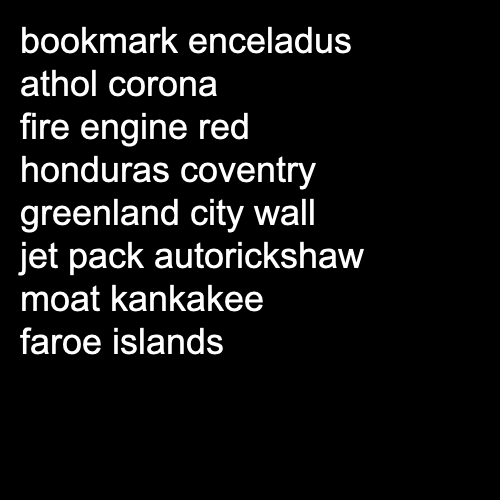 bookmark enceladus
athol corona
fire engine red
honduras coventry
greenland city wall
jet pack autorickshaw
moat kankakee
faroe islands